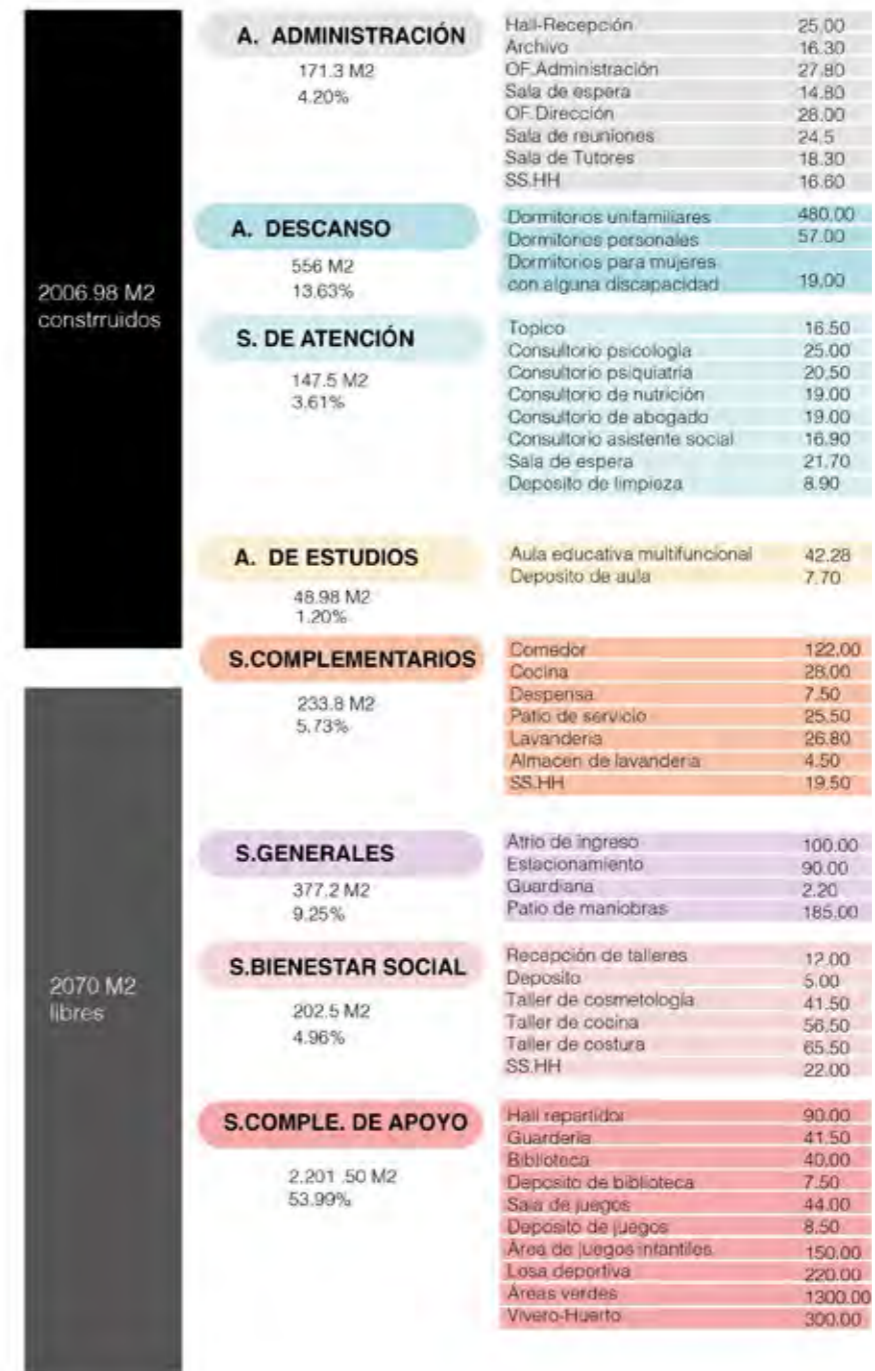 2006.98 M2
constrruidos
A. ADMINISTRACIÓN
171.3 M2
4.20%
Hall-Recepción 25.00
Archivo 16.30
OF.Administración 27.80
Sala de espera 14.80
OF.Dirección 28.00
Sala de reuniones 24.5
Sala de Tutores 18.30
SS.HH 16.60
A. DESCANSO
556 M2
13.63%
Dormitorios unifamiliares 480.00
Dormitorios personales 57.00
Dormitorios para mujeres
con alguna discapacidad 19.00
S. DE ATENCIÓN
147.5 M2
3.61%
Topico 16.50
Consultorio psicologia 25.00
Consultorio psiquiatria 20.50
Consultorio de nutrición 19.00
Consultorio de abogado 19.00
Consultorio asistente social 16.90
Sala de espera 21.70
Deposito de limpieza 8.90
A. DE ESTUDIOS
48.98 M2
1.20%
Aula educativa multifuncional 42.28
Deposito de aula 7.70
S.COMPLEMENTARIOS
233.8 M2
5.73%
Comedor 122.00
Cocina 28.00
Despensa 7.50
Patio de servicio 25.50
Lavanderia 26.80
Almacen de lavanderia 4.50
SS.HH 19.50
2070 M2
libres
S.GENERALES
377.2 M2
9.25%
Atrio de ingreso 100.00
Estacionamiento 90.00
Guardiana 2.20
Patio de maniobras 185.00
S.BIENESTAR SOCIAL
202.5 M2
4.96%
Recepción de talleres 12.00
Deposito 5.00
Taller de cosmetología 41.50
Taller de cocina 56.50
Taller de costura 65.50
SS.HH 22.00
S.COMPLE. DE APOYO
2.201 .50 M2
53.99%
Hall repartidor 90.00
Guarderia 41.50
Biblioteca 40.00
Deposito de biblioteca 7.50
Sala de juegos 44.00
Deposito de juegos 8.50
Área de juegos infantiles 150.00
Losa deportiva 220.00
Áreas verdes 1300.00
Vivero-Huerto 300.00